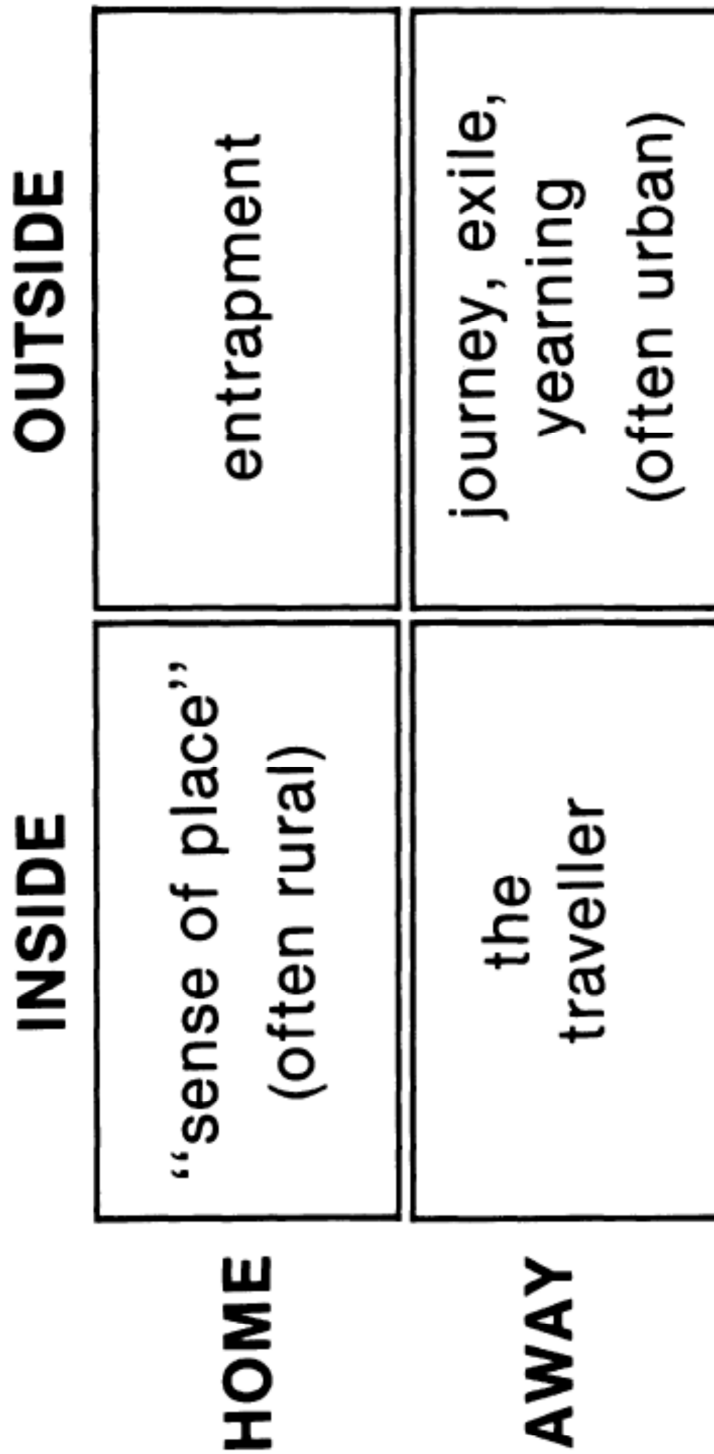 INSIDE
OUTSIDE
HOME
“sense of place”
(often rural)
entrapment
AWAY
the
traveller
journey, exile,
yearning
(often urban)